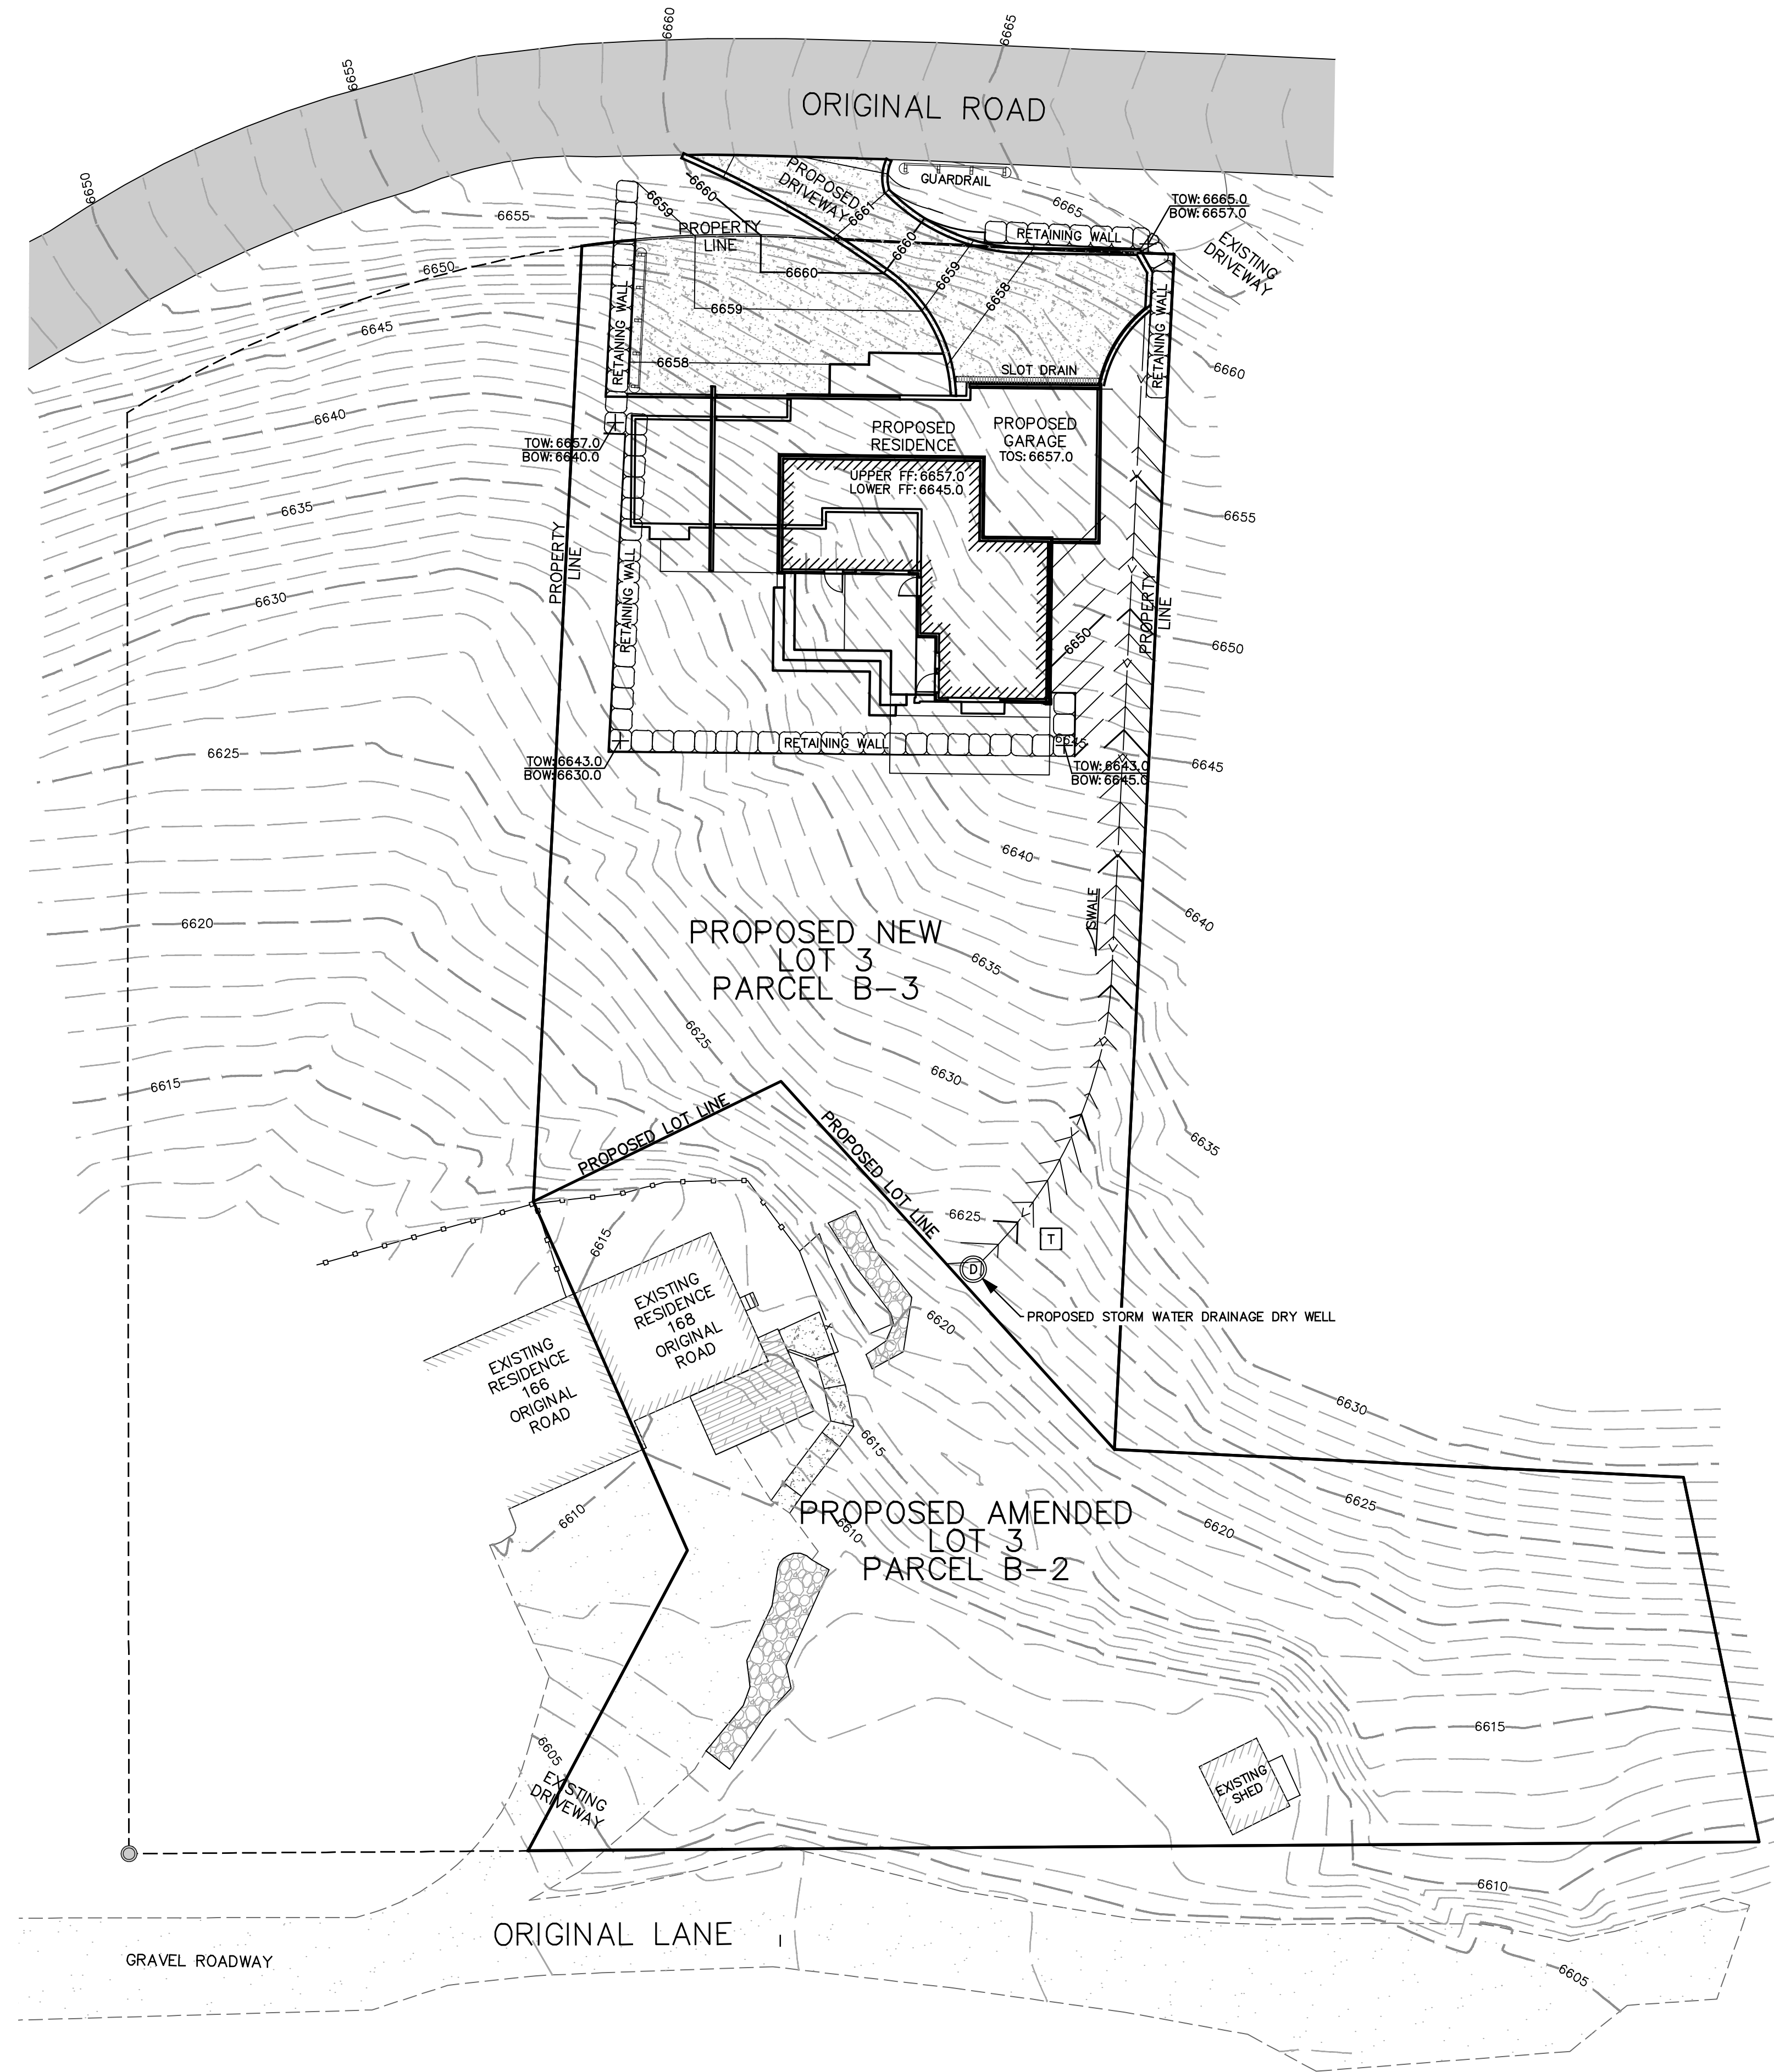 6660
6665
6655
6650
ORIGINAL ROAD
PROPOSED
DRIVEWAY
GUARDRAIL
TOW: 6665.0
BOW: 6657.0
6660
6659
6655
6661
6665
PROPERTY
LINE
RETAINING WALL
EXISTING
DRIVEWAY
6650
6660
6660
6659
6658
6645
6659
RETAINING WALL
RETAINING WALL
6658
SLOT DRAIN
6660
6640
PROPOSED
RESIDENCE
PROPOSED
GARAGE
TOS: 6657.0
TOW: 6657.0
BOW: 6640.0
UPPER FF: 6657.0
LOWER FF: 6645.0
6635
6655
PROPERTY
LINE
RETAINING WALL
6630
PROPERTY
LINE
6650
6650
6625
RETAINING WALL
6645
TOW: 6643.0
BOW: 6630.0
TOW: 6643.0
BOW: 6645.0
6645
6640
6620
SWALE
6640
PROPOSED NEW
LOT 3
PARCEL B-3
6635
6625
6630
6615
PROPOSED LOT LINE
PROPOSED LOT LINE
6635
6625
T
D
6615
EXISTING
RESIDENCE
168
ORIGINAL
ROAD
6620
PROPOSED STORM WATER DRAINAGE DRY WELL
EXISTING
RESIDENCE
166
ORIGINAL
ROAD
6630
6615
6610
6610
PROPOSED AMENDED
LOT 3
PARCEL B-2
6625
6620
6615
6605
EXISTING
DRIVEWAY
EXISTING
SHED
6610
ORIGINAL LANE
GRAVEL ROADWAY
6605